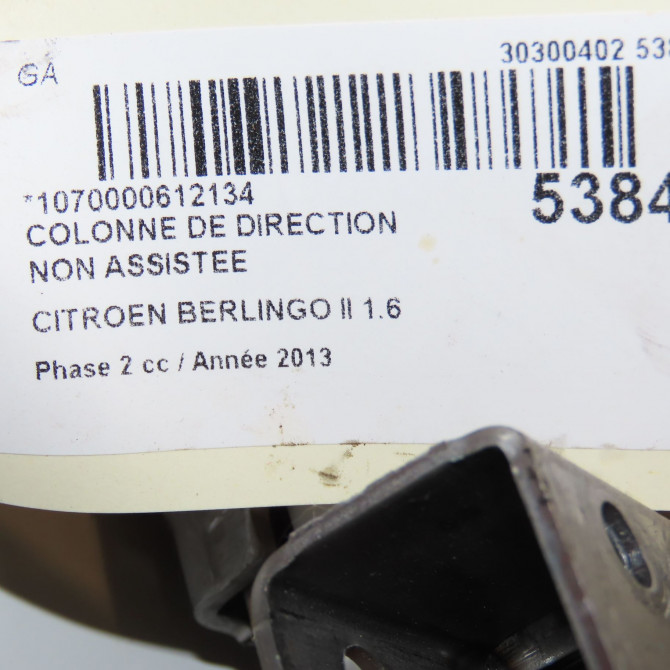 GA
30300402 538
*1070000612134
5384
COLONNE DE DIRECTION
NON ASSISTEE
CITROEN BERLINGO II 1.6
Phase 2 cc / Année 2013